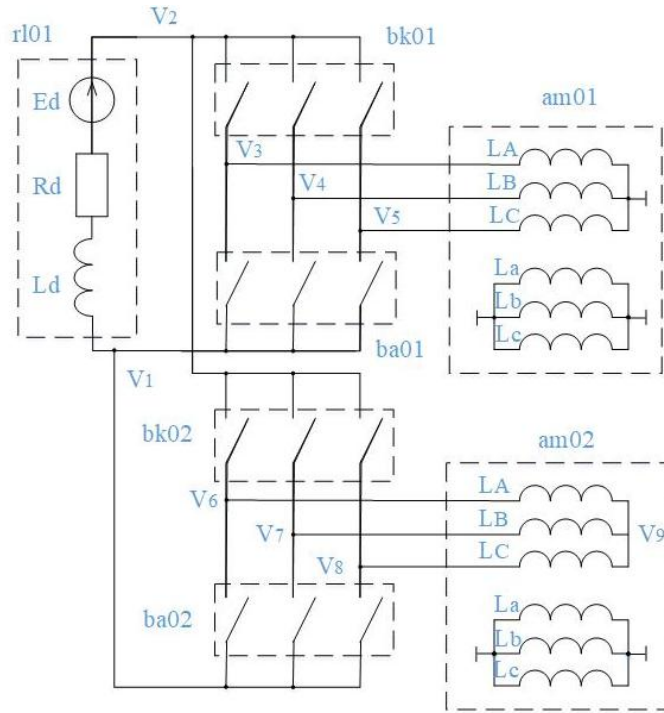 V2
rl01
bk01
Ed
am01
V3
LA
Rd
V4
LB
V5
LC
Ld
La
Lb
Lc
ba01
V1
bk02
am02
V6
LA
V7
LB
V9
V8
LC
ba02
La
Lb
Lc